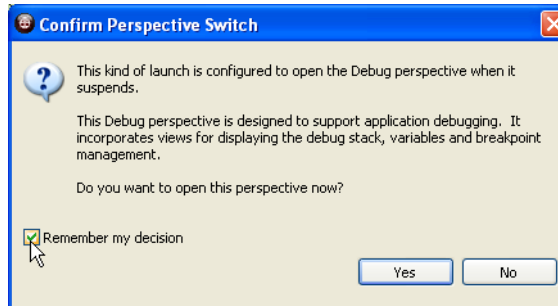 Confirm Perspective Switch
This kind of launch is configured to open the Debug perspective when it
suspends.
This Debug perspective is designed to support application debugging. It
incorporates views for displaying the debug stack, variables and breakpoint
management.
Do you want to open this perspective now?
Remember my decision
Yes No